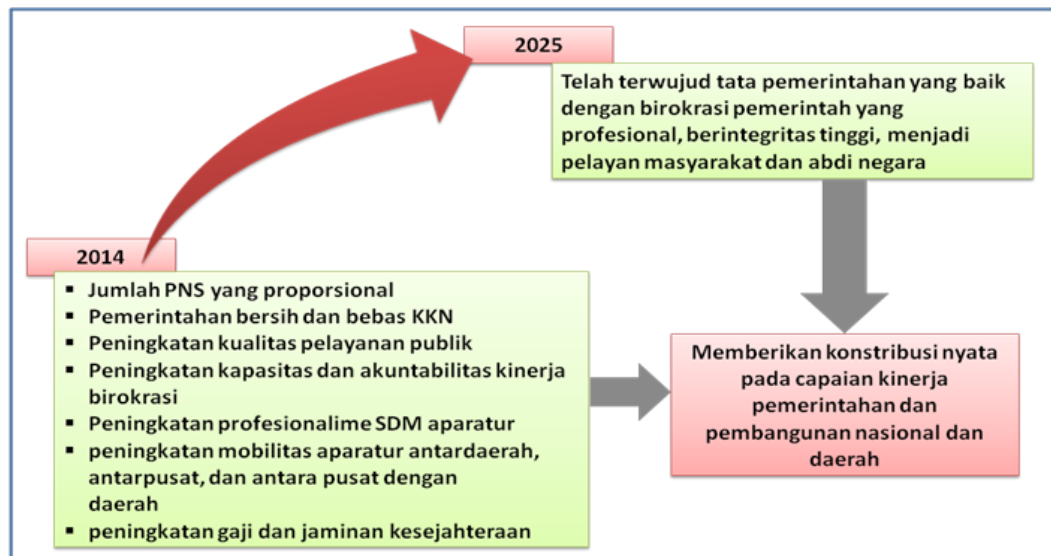 2025
Telah terwujud tata pemerintahan yang baik
dengan birokrasi pemerintah yang
profesional, berintegritas tinggi, menjadi
pelayan masyarakat dan abdi negara
2014
▪ Jumlah PNS yang proporsional
▪ Pemerintahan bersih dan bebas KKN
▪ Peningkatan kualitas pelayanan publik
▪ Peningkatan kapasitas dan akuntabilitas kinerja
birokrasi
▪ Peningkatan profesionalime SDM aparatur
▪ peningkatan mobilitas aparatur antardaerah,
antarpusat, dan antara pusat dengan
daerah
▪ peningkatan gaji dan jaminan kesejahteraan
Memberikan konstribusi nyata
pada capaian kinerja
pemerintahan dan
pembangunan nasional dan
daerah